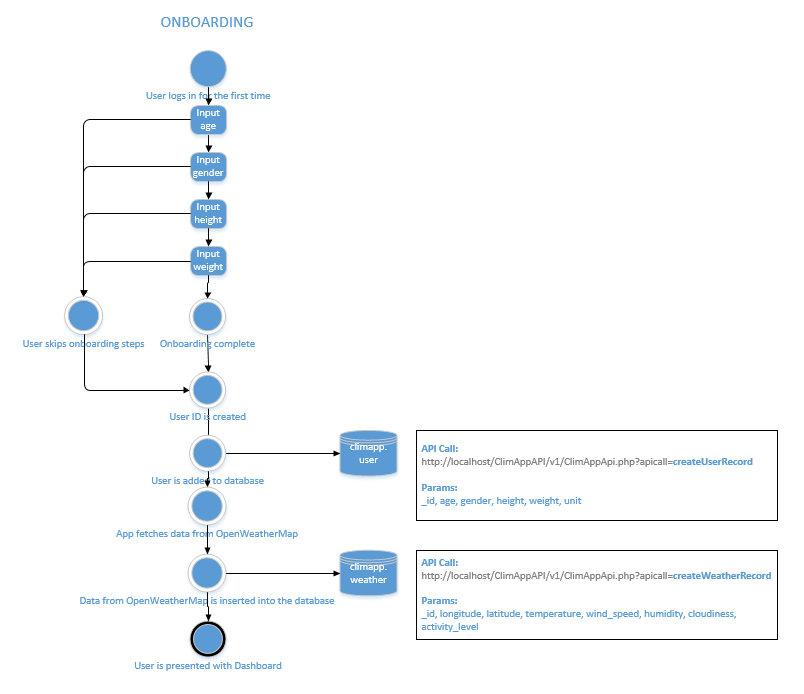 ONBOARDING
User logs in for the first time
Input
age
Input
gender
Input
height
Input
weight
User skips onboarding steps
Onboarding complete
User ID is created
climapp.
user
User is added to database
API Call:
http://localhost/ClimAppAPI/v1/ClimAppApi.php?apicall=createUserRecord
Params:
_id, age, gender, height, weight, unit
App fetches data from OpenWeatherMap
climapp.
weather
Data from OpenWeatherMap is inserted into the database
API Call:
http://localhost/ClimAppAPI/v1/ClimAppApi.php?apicall=createWeatherRecord
Params:
_id, longitude, latitude, temperature, wind_speed, humidity, cloudiness,
activity_level
User is presented with Dashboard